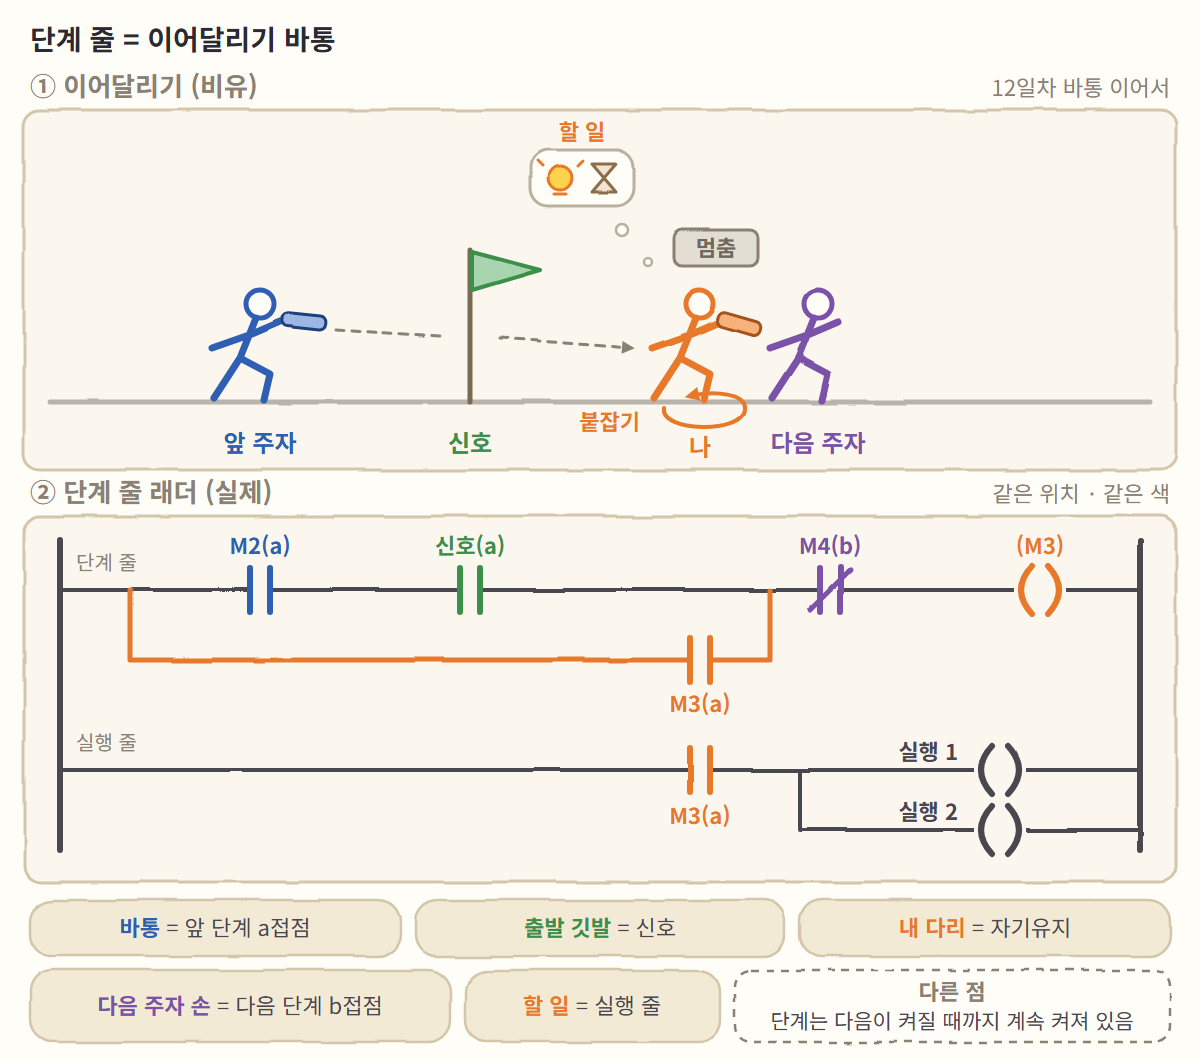 단계 줄 = 이어달리기 바통
① 이어달리기 (비유)
12일차 바통 이어서
할 일
멈춤
붙잡기
앞 주자
신호
나
다음 주자
② 단계 줄 래더 (실제)
같은 위치 · 같은 색
단계 줄
M2(a)
신호(a)
M4(b)
(M3)
M3(a)
실행 줄
M3(a)
실행 1
실행 2
바통 = 앞 단계 a접점
출발 깃발 = 신호
내 다리 = 자기유지
다음 주자 손 = 다음 단계 b접점
할 일 = 실행 줄
다른 점
단계는 다음이 켜질 때까지 계속 켜져 있음